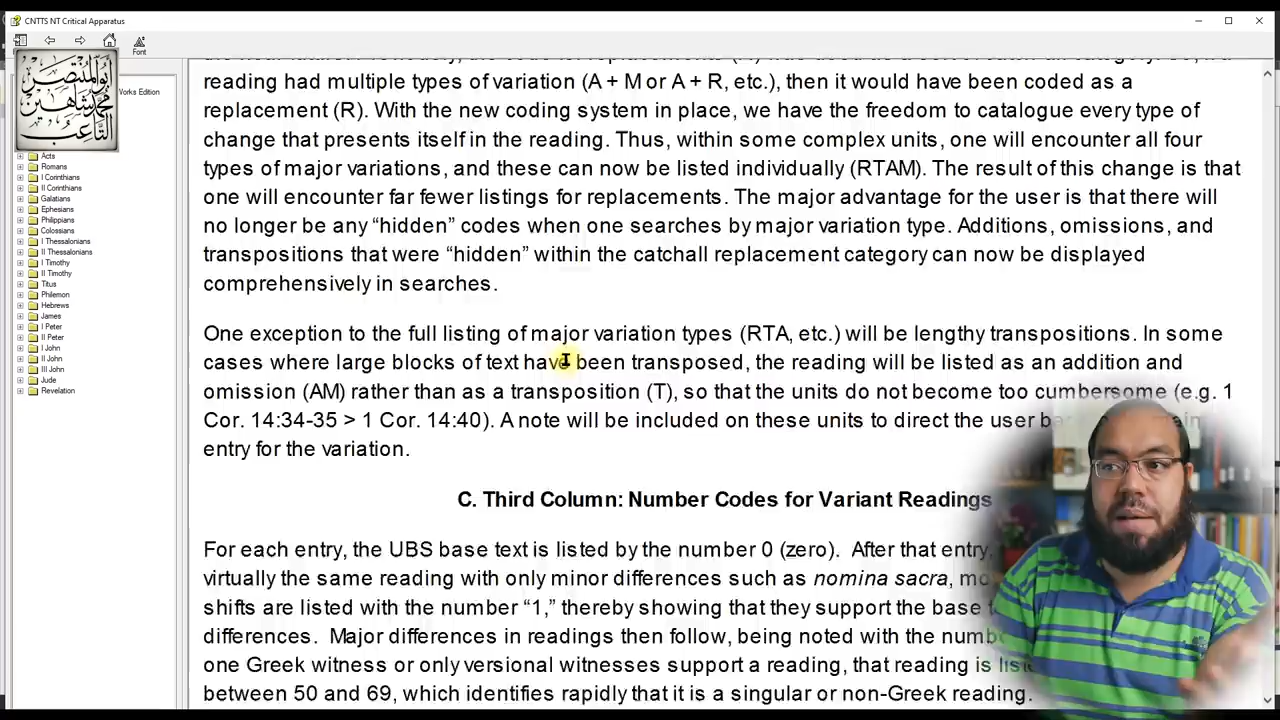 CNTTS NT Critical Apparatus
Font
أبو المنتصر
محمد شاهين
التاعب
Works Edition
Acts
Romans
I Corinthians
II Corinthians
Galatians
Ephesians
Philippians
Colossians
I Thessalonians
II Thessalonians
I Timothy
II Timothy
Titus
Philemon
Hebrews
James
I Peter
II Peter
I John
II John
III John
Jude
Revelation
reading had multiple types of variation (A + M or A + R, etc.), then it would have been coded as a
replacement (R). With the new coding system in place, we have the freedom to catalogue every type of
change that presents itself in the reading. Thus, within some complex units, one will encounter all four
types of major variations, and these can now be listed individually (RTAM). The result of this change is that
one will encounter far fewer listings for replacements. The major advantage for the user is that there will
no longer be any “hidden” codes when one searches by major variation type. Additions, omissions, and
transpositions that were “hidden” within the catchall replacement category can now be displayed
comprehensively in searches.
One exception to the full listing of major variation types (RTA, etc.) will be lengthy transpositions. In some
cases where large blocks of text have been transposed, the reading will be listed as an addition and
omission (AM) rather than as a transposition (T), so that the units do not become too cumbersome (e.g. 1
Cor. 14:34-35 > 1 Cor. 14:40). A note will be included on these units to direct the user
entry for the variation.
C. Third Column: Number Codes for Variant Readings
For each entry, the UBS base text is listed by the number 0 (zero). After that entry,
virtually the same reading with only minor differences such as nomina sacra,
shifts are listed with the number “1,” thereby showing that they support the base
differences. Major differences in readings then follow, being noted with the
one Greek witness or only versional witnesses support a reading, that reading is
between 50 and 69, which identifies rapidly that it is a singular or non-Greek reading.